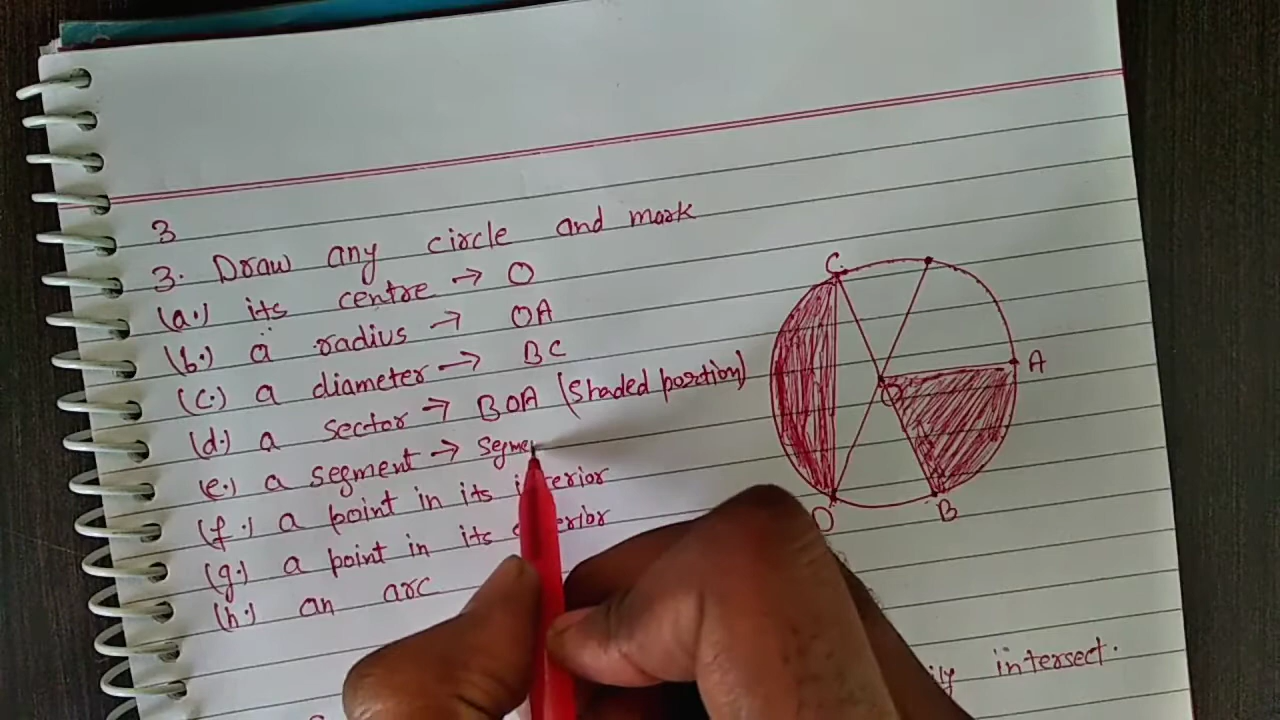 3
3. Draw any circle and mark
(a.) its centre → O
(b.) a radius → OA
(c.) a diameter → BC
(d.) a sector → BOA (Shaded portion)
(e.) a segment → Segme
(f.) a point in its interior
(g.) a point in its
(h.) an arc
C
A
O
D
B
intersect.